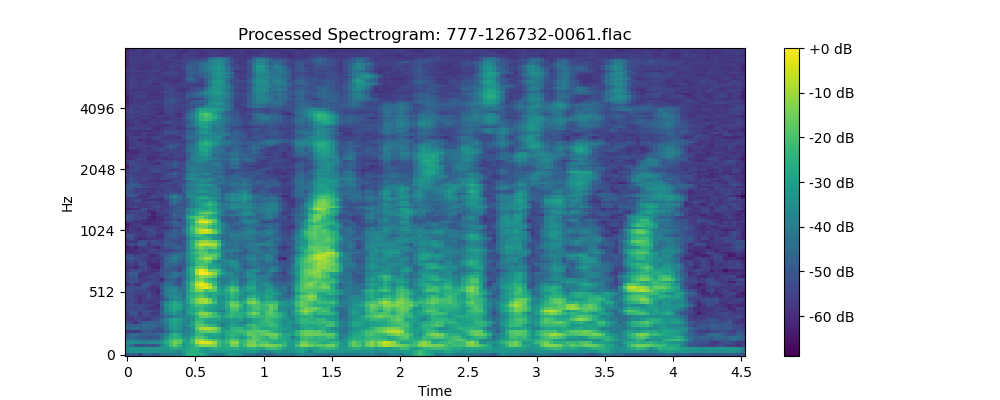 Processed Spectrogram: 777-126732-0061.flac
+0 dB
-10 dB
-20 dB
-30 dB
-40 dB
-50 dB
-60 dB
4096
2048
1024
512
0
Hz
0 0.5 1 1.5 2 2.5 3 3.5 4 4.5
Time